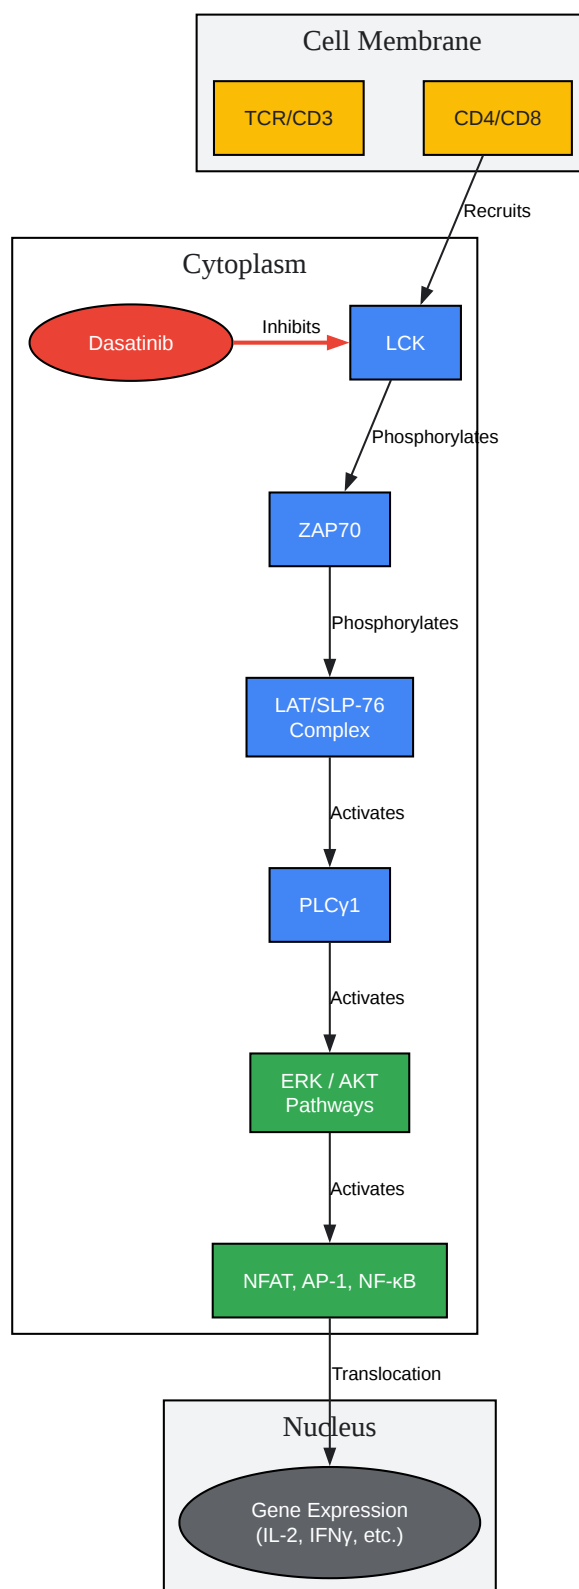 Cell Membrane
TCR/CD3
CD4/CD8
Recruits
Cytoplasm
Dasatinib
Inhibits
LCK
Phosphorylates
ZAP70
Phosphorylates
LAT/SLP-76
Complex
Activates
PLCγ1
Activates
ERK / AKT
Pathways
Activates
NFAT, AP-1, NF-κB
Translocation
Nucleus
Gene Expression
(IL-2, IFNγ, etc.)